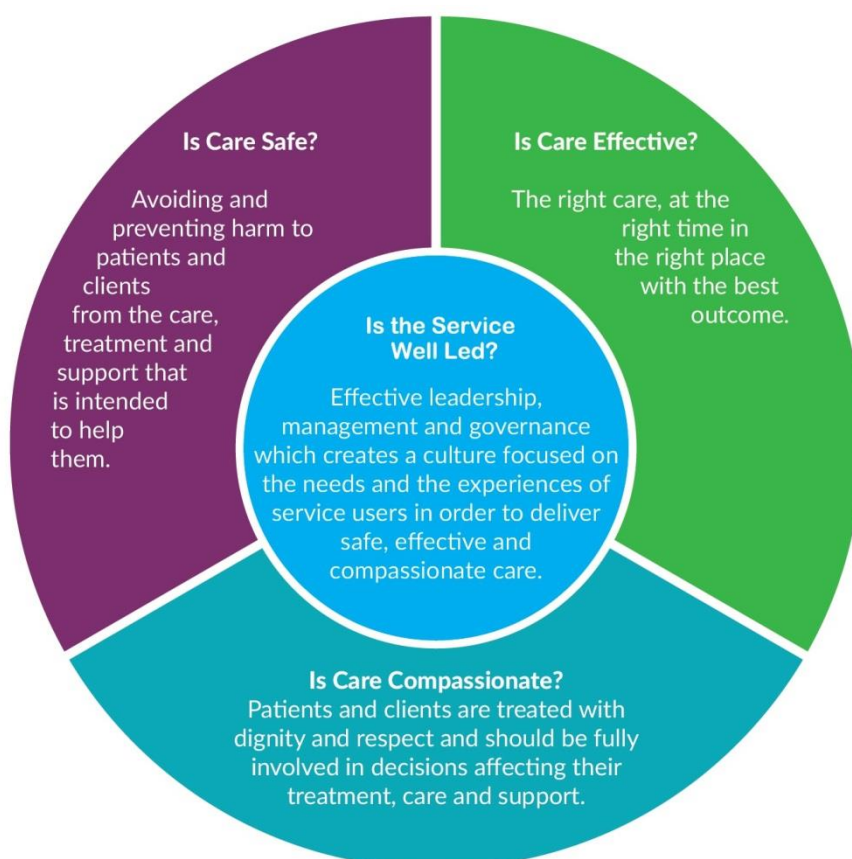 Is Care Safe?
Avoiding and
preventing harm to
patients and
clients
from the care,
treatment and
support that
is intended
to help
them.
Is Care Effective?
The right care, at the
right time in
the right place
with the best
outcome.
Is the Service
Well Led?
Effective leadership,
management and governance
which creates a culture focused on
the needs and the experiences of
service users in order to deliver
safe, effective and
compassionate care.
Is Care Compassionate?
Patients and clients are treated with
dignity and respect and should be fully
involved in decisions affecting their
treatment, care and support.